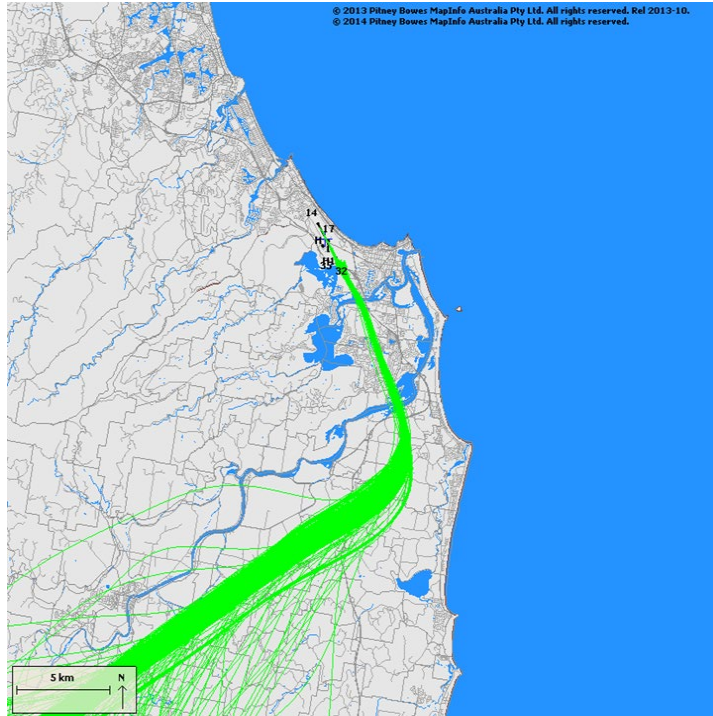 © 2013 Pitney Bowes MapInfo Australia Pty Ltd. All rights reserved. Rel 2013-10.
© 2014 Pitney Bowes MapInfo Australia Pty Ltd. All rights reserved.
14
17
H
32
5 km
N